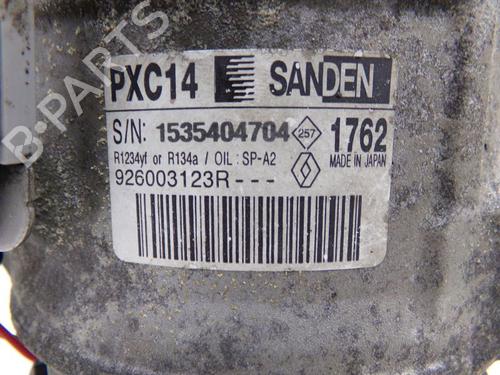 PXC14 SANDEN
S/N: 1535404704 257 1762
R1234yf or R134a / OIL: SP-A2 MADE IN JAPAN
926003123R---
B-PARTS